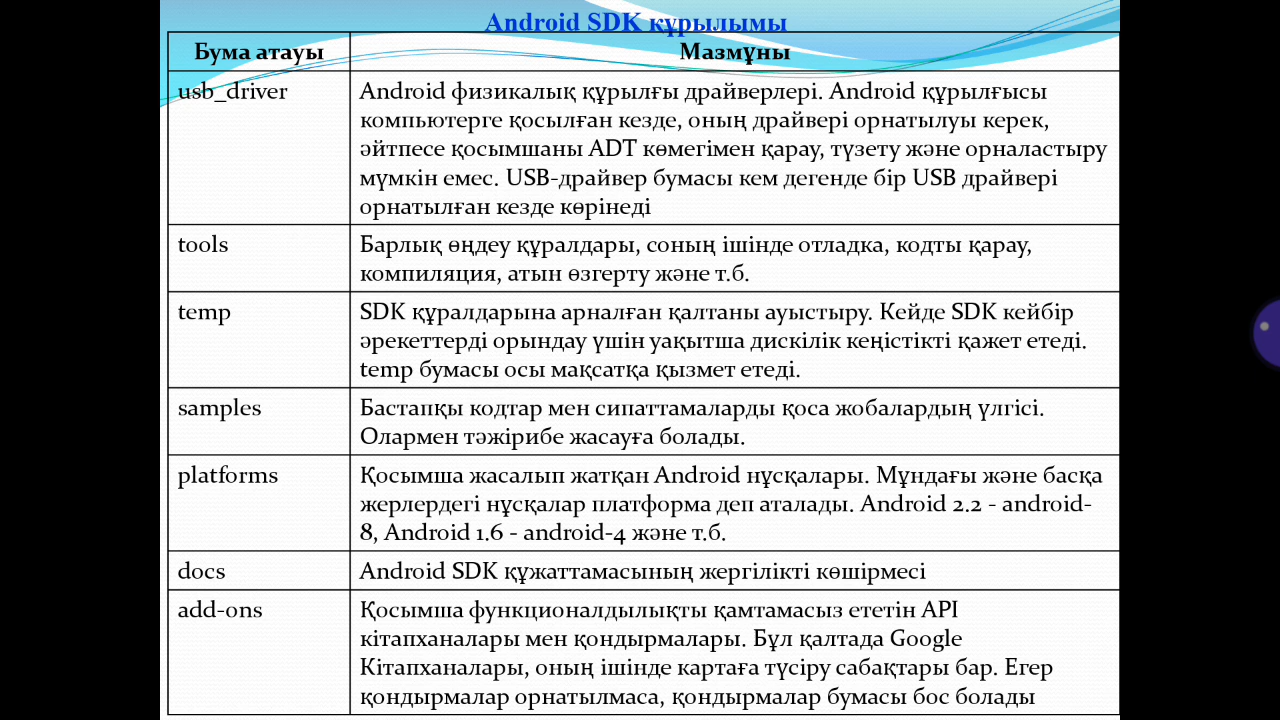 Android SDK құрылымы
Бума атауы
Мазмұны
usb_driver
Android физикалық құрылғы драйверлері. Android құрылғысы
компьютерге қосылған кезде, оның драйвері орнатылуы керек,
әйтпесе қосымшаны ADT көмегімен қарау, түзету және орналастыру
мүмкін емес. USB-драйвер бумасы кем дегенде бір USB драйвері
орнатылған кезде көрінеді
tools
Барлық өңдеу құралдары, соның ішінде отладка, кодты қарау,
компиляция, атын өзгерту және т.б.
temp
SDK құралдарына арналған қалтаны ауыстыру. Кейде SDK кейбір
әрекеттерді орындау үшін уақытша дискілік кеңістікті қажет етеді.
temp бумасы осы мақсатқа қызмет етеді.
samples
Бастапқы кодтар мен сипаттамаларды қоса жобалардың үлгісі.
Олармен тәжірибе жасауға болады.
platforms
Қосымша жасалып жатқан Android нұсқалары. Мұндағы және басқа
жерлердегі нұсқалар платформа деп аталады. Android 2.2 - android-
8, Android 1.6 - android-4 және т.б.
docs
Android SDK құжаттамасының жергілікті көшірмесі
add-ons
Қосымша функционалдылықты қамтамасыз ететін API
кітапханалары мен қондырмалары. Бұл қалтада Google
Кітапханалары, оның ішінде картаға түсіру сабақтары бар. Егер
қондырмалар орнатылмаса, қондырмалар бумасы бос болады